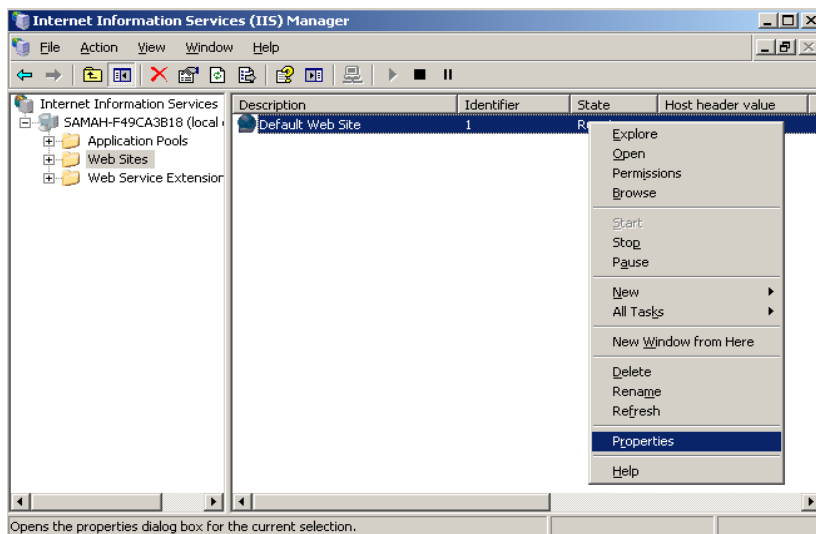 Internet Information Services (IIS) Manager
File Action View Window Help
Internet Information Services
SAMAH-F49CA3B18 (local
Application Pools
Web Sites
Web Service Extension
Description Identifier State Host header value
Default Web Site 1
Explore
Open
Permissions
Browse
Start
Stop
Pause
New
All Tasks
New Window from Here
Delete
Rename
Refresh
Properties
Help
Opens the properties dialog box for the current selection.